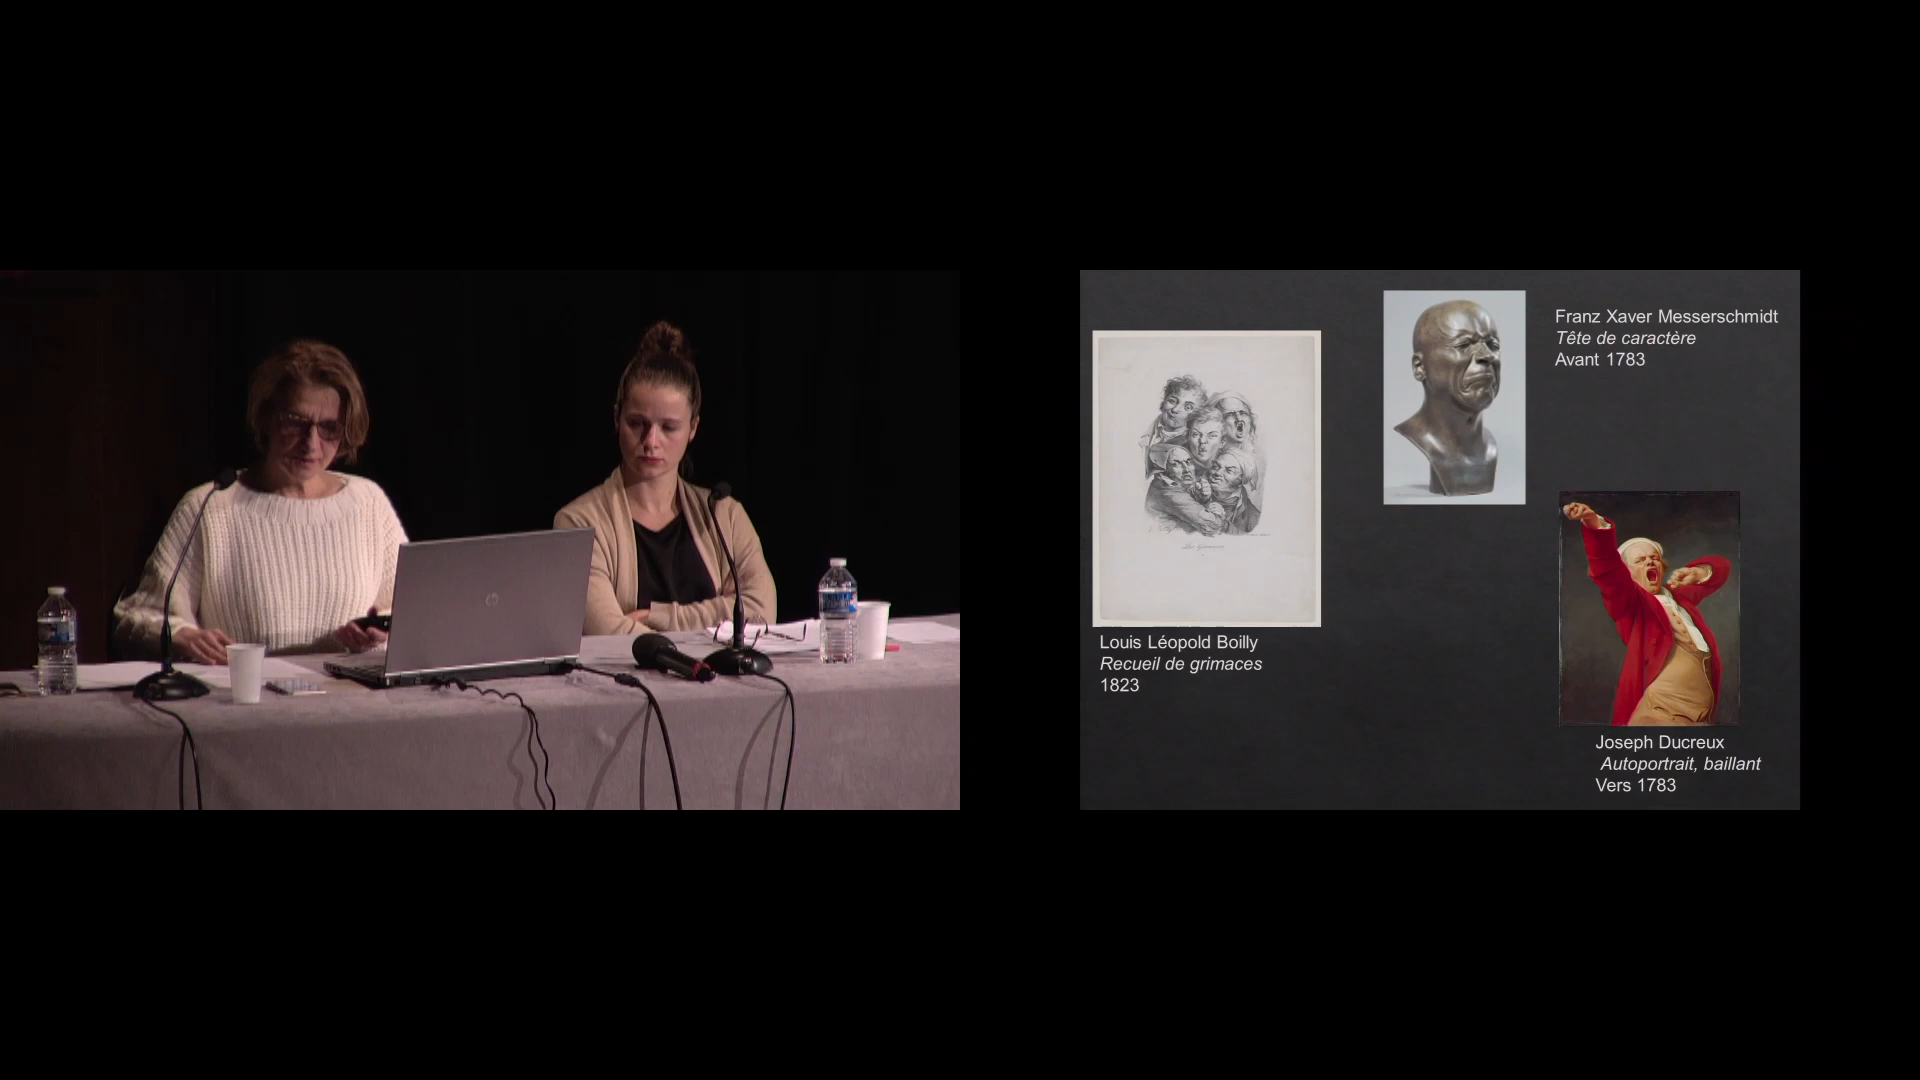 Franz Xaver Messerschmidt
Tête de caractère
Avant 1783
Louis Léopold Boilly
Recueil de grimaces
1823
Joseph Ducreux
Autoportrait, baillant
Vers 1783
hp